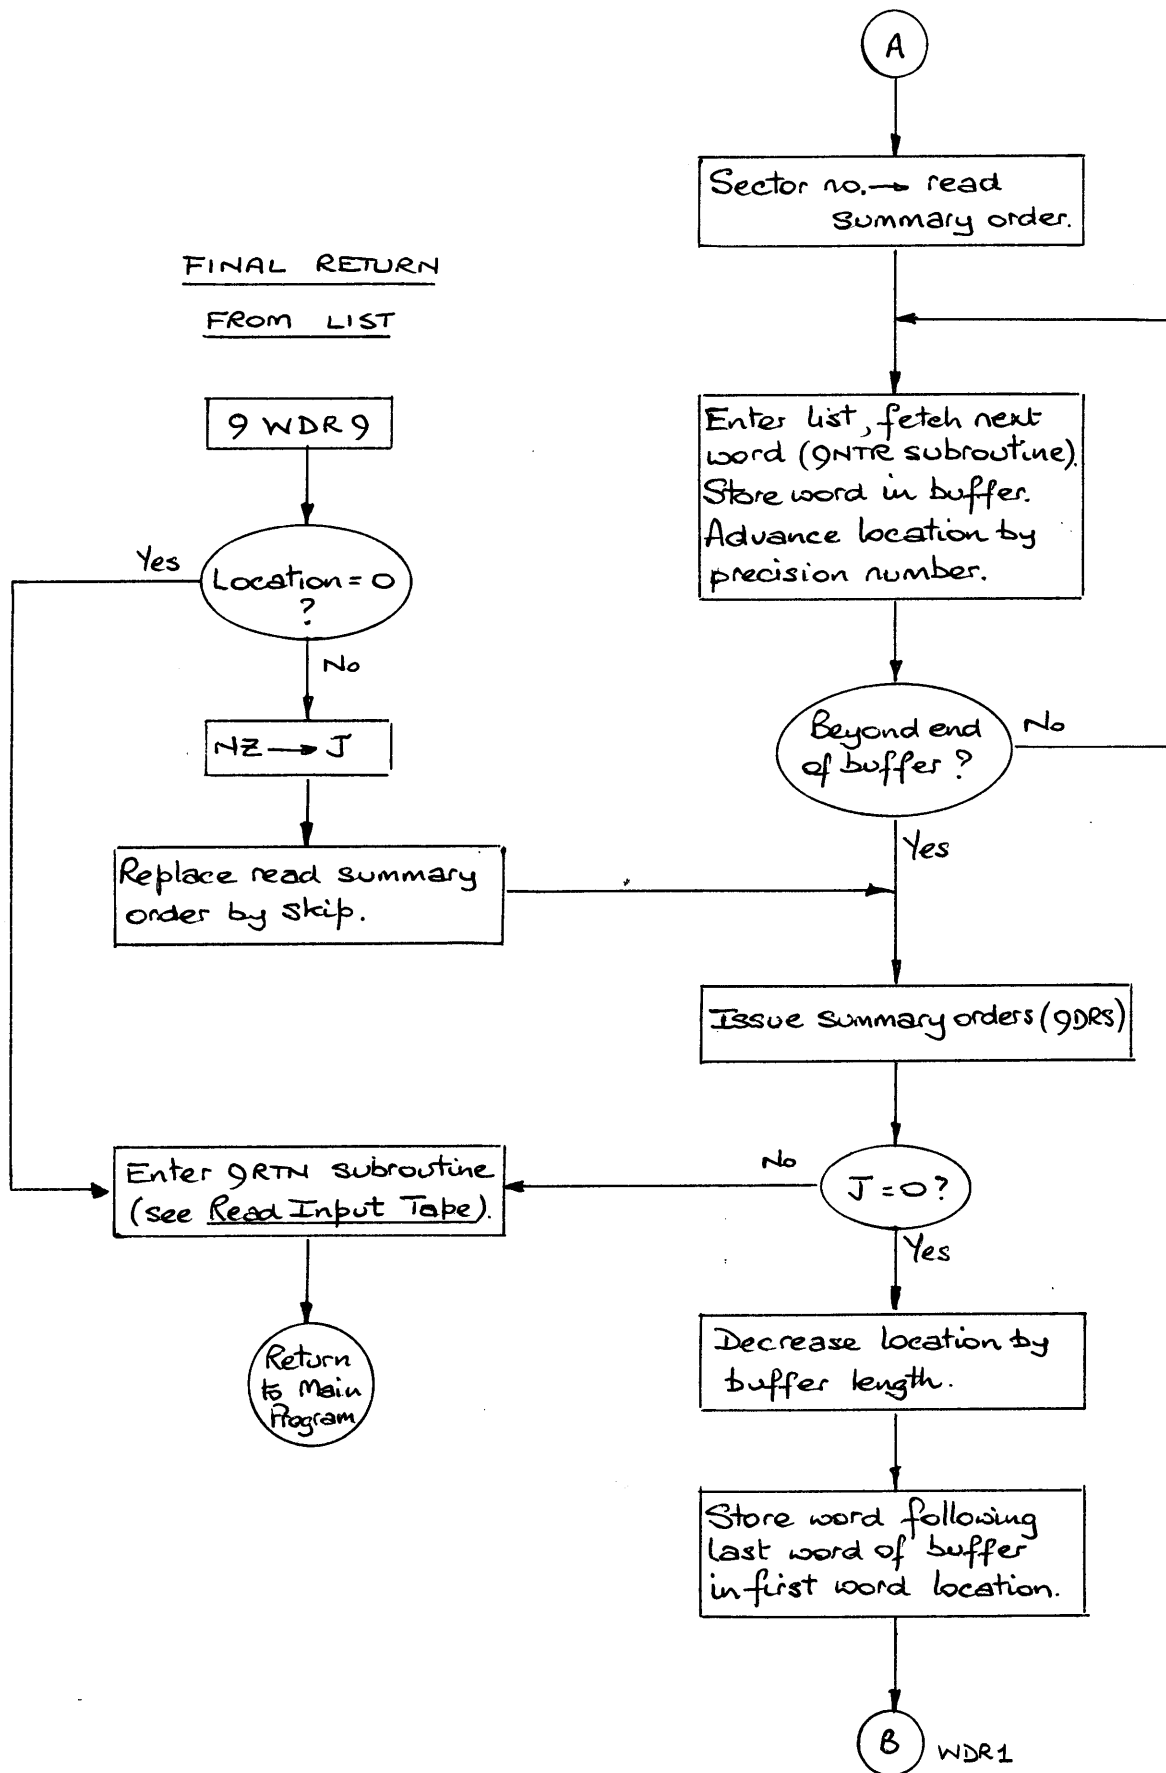 FINAL RETURN
FROM LIST
9 WDR 9
Location = 0
?
Yes
No
NZ → J
Replace read summary
order by skip.
Enter 9RTN subroutine
(see Read Input Tape).
Return
to Main
Program
A
Sector no. → read
summary order.
Enter list, fetch next
word (9NTR subroutine).
Store word in buffer.
Advance location by
precision number.
Beyond end
of buffer ?
No
Yes
Issue summary orders (9DRS)
J = 0 ?
No
Yes
Decrease location by
buffer length.
Store word following
last word of buffer
in first word location.
B WDR1